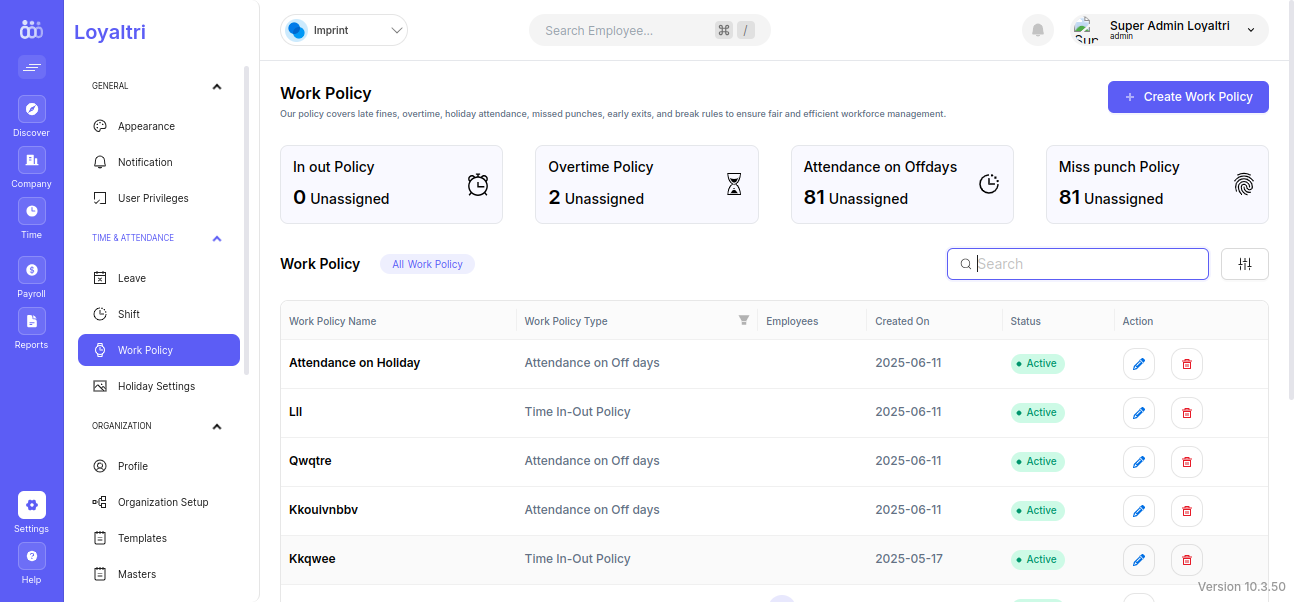 Loyaltri
Imprint
Search Employee...
⌘ /
Super Admin Loyaltri
admin
Discover
Company
Time
Payroll
Reports
Settings
Help
GENERAL
Appearance
Notification
User Privileges
TIME & ATTENDANCE
Leave
Shift
Work Policy
Holiday Settings
ORGANIZATION
Profile
Organization Setup
Templates
Masters
Work Policy
Our policy covers late fines, overtime, holiday attendance, missed punches, early exits, and break rules to ensure fair and efficient workforce management.
+ Create Work Policy
In out Policy
0 Unassigned
Overtime Policy
2 Unassigned
Attendance on Offdays
81 Unassigned
Miss punch Policy
81 Unassigned
Work Policy
All Work Policy
Search
Work Policy Name Work Policy Type Employees Created On Status Action
Attendance on Holiday Attendance on Off days 2025-06-11 Active
Time In-Out Policy 2025-06-11 Active
Qwqtre Attendance on Off days 2025-06-11 Active
Kkouivnbbv Attendance on Off days 2025-06-11 Active
Kkqwee Time In-Out Policy 2025-05-17 Active
Version 10.3.50